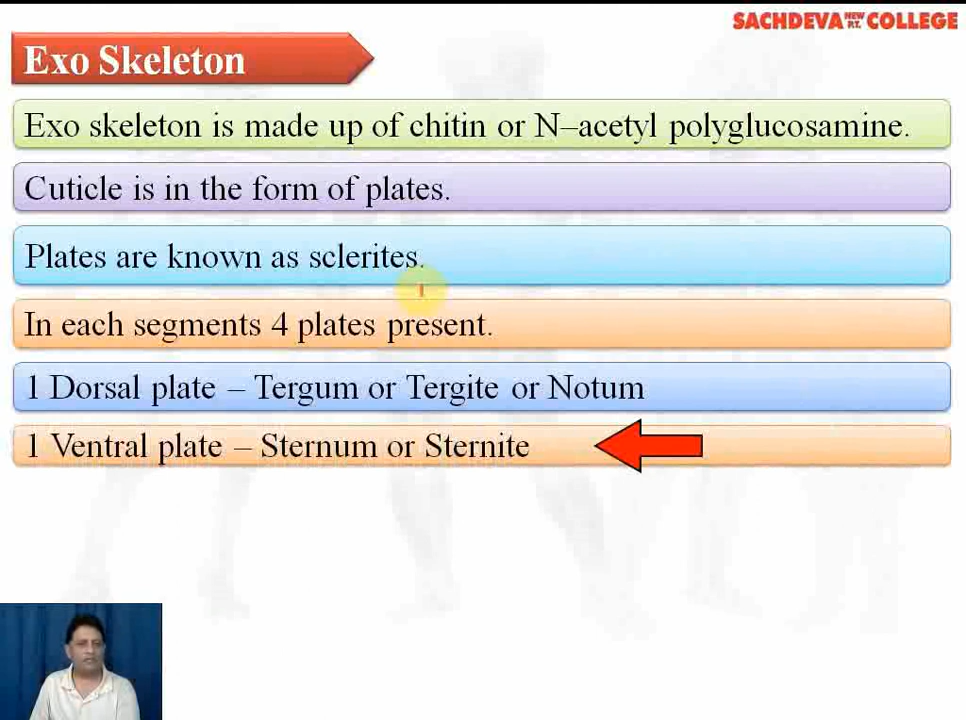 SACHDEVA NEW P.T. COLLEGE
Exo Skeleton
Exo skeleton is made up of chitin or N–acetyl polyglucosamine.
Cuticle is in the form of plates.
Plates are known as sclerites.
In each segments 4 plates present.
1 Dorsal plate – Tergum or Tergite or Notum
1 Ventral plate – Sternum or Sternite